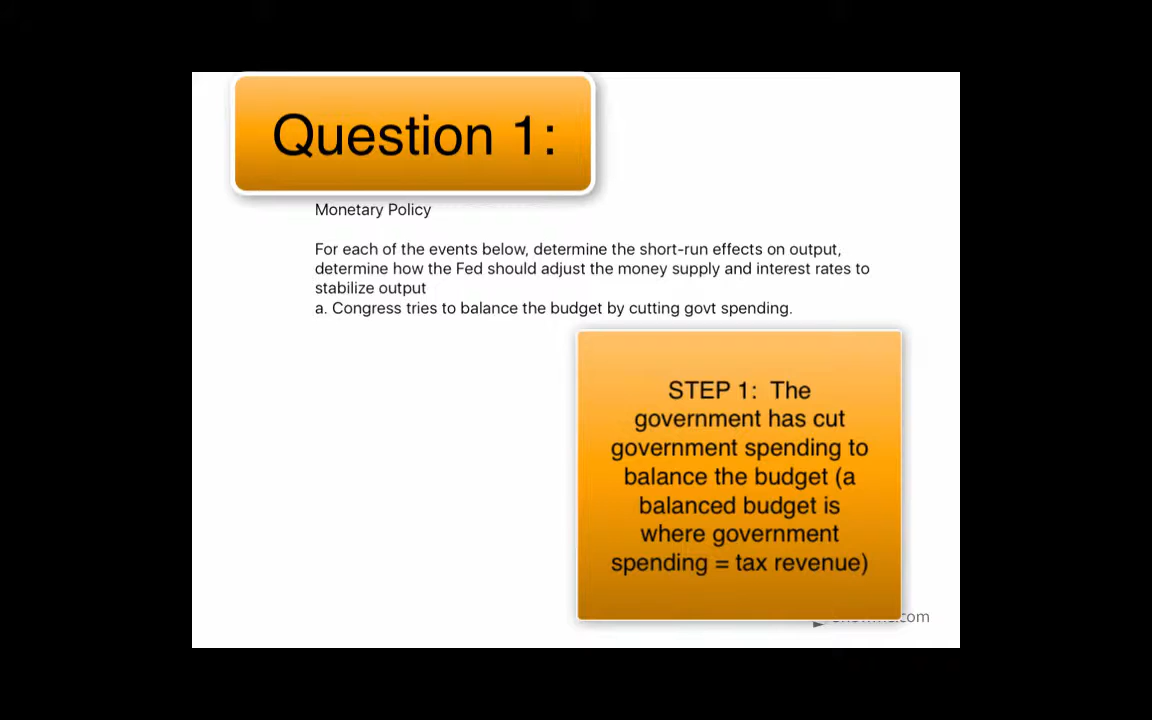 Question 1:
Monetary Policy
For each of the events below, determine the short-run effects on output,
determine how the Fed should adjust the money supply and interest rates to
stabilize output
a. Congress tries to balance the budget by cutting govt spending.
STEP 1: The
government has cut
government spending to
balance the budget (a
balanced budget is
where government
spending = tax revenue)